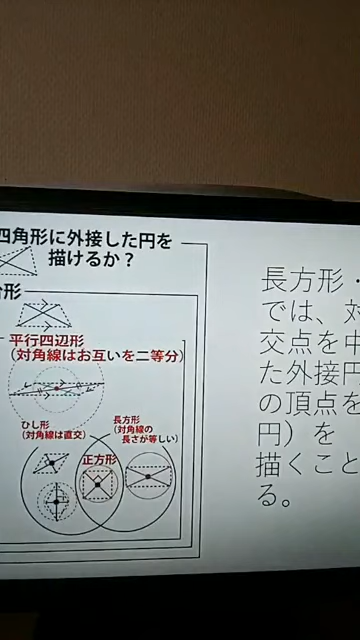 四角形に外接した円を
描けるか？
形
平行四辺形
（対角線はお互いを二等分）
ひし形
（対角線は直交）
長方形
（対角線の
長さが等しい）
正方形
長方形・
では、対
交点を中
た外接円
の頂点を
円）を
描くこと
る。